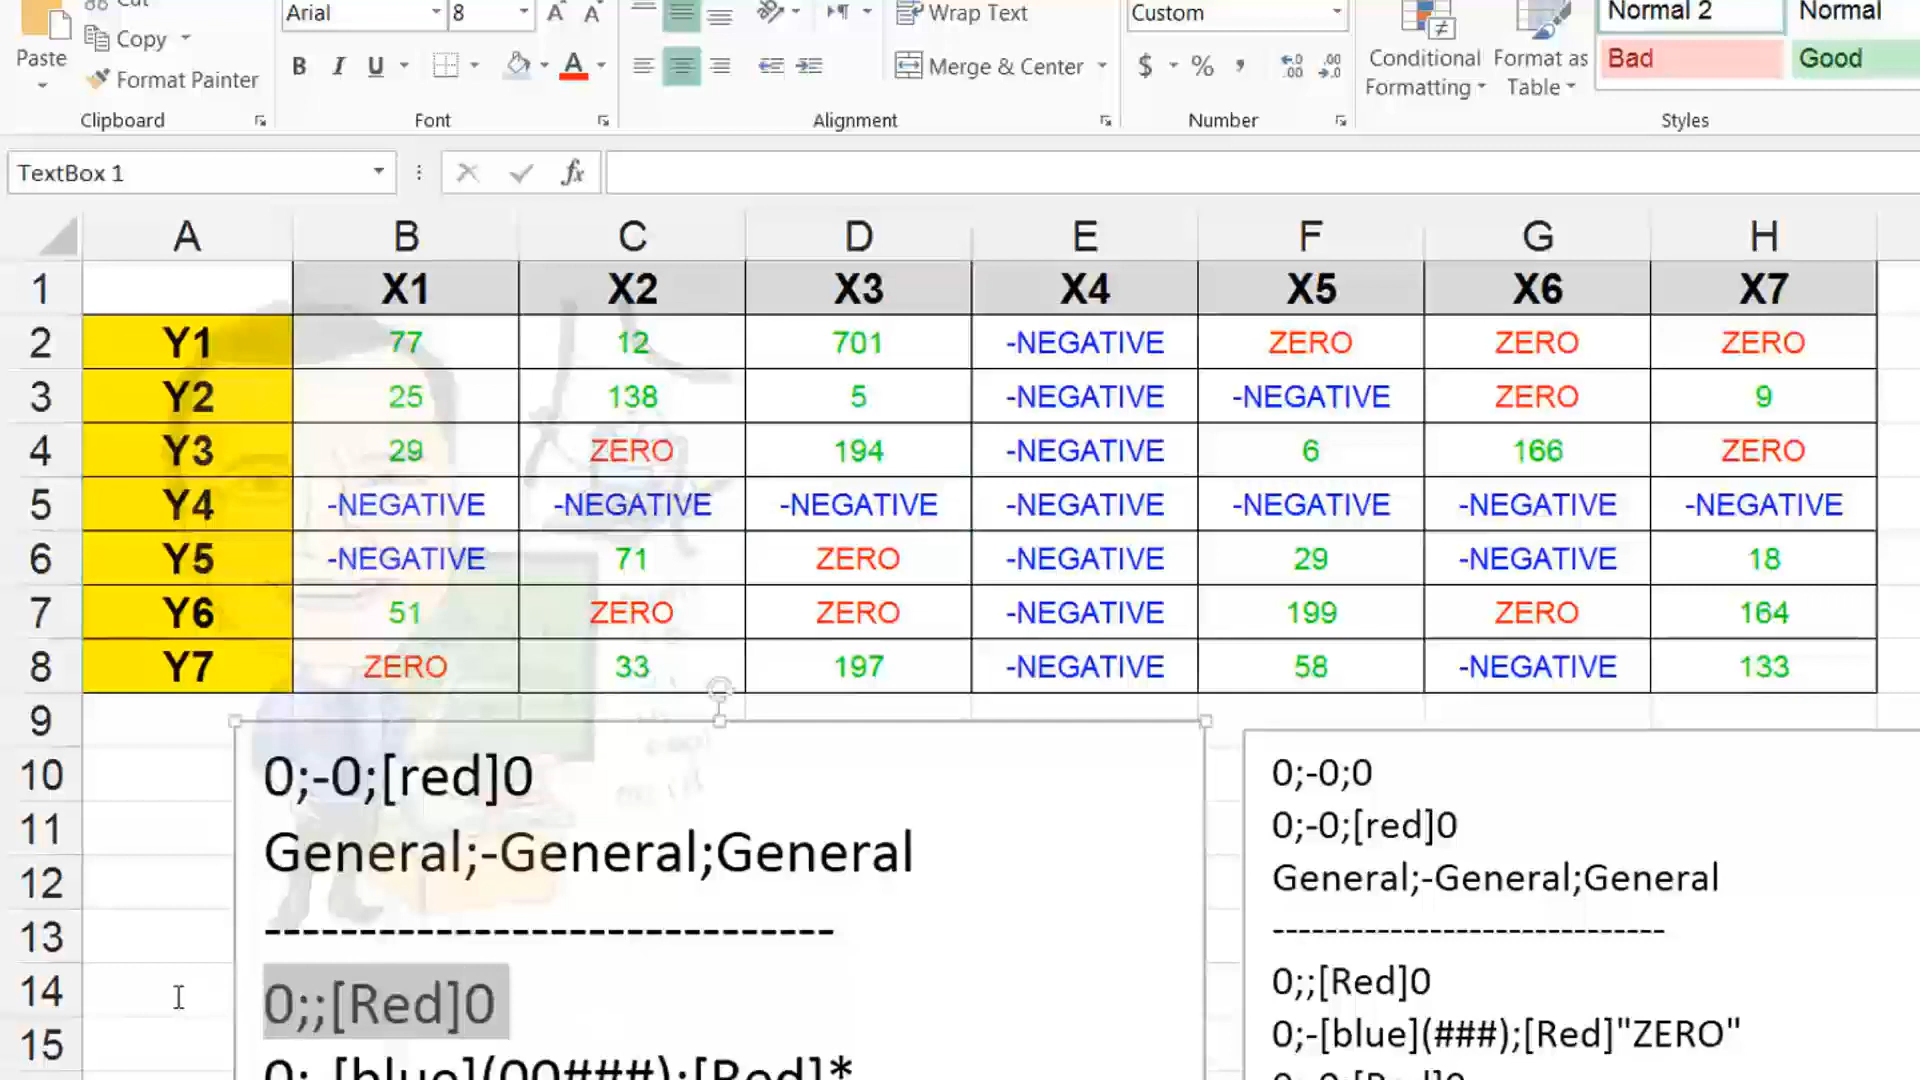 Cut
Arial 8 Wrap Text Custom Normal 2 Normal
Paste Copy Format Painter B I U A Merge & Center $ % , Conditional Formatting Format as Table Bad Good
Clipboard Font Alignment Number Styles
TextBox 1 fx
A B C D E F G H
1 X1 X2 X3 X4 X5 X6 X7
2 Y1 77 12 701 -NEGATIVE ZERO ZERO ZERO
3 Y2 25 138 5 -NEGATIVE -NEGATIVE ZERO 9
4 Y3 29 ZERO 194 -NEGATIVE 6 166 ZERO
5 Y4 -NEGATIVE -NEGATIVE -NEGATIVE -NEGATIVE -NEGATIVE -NEGATIVE -NEGATIVE
6 Y5 -NEGATIVE 71 ZERO -NEGATIVE 29 -NEGATIVE 18
7 Y6 51 ZERO ZERO -NEGATIVE 199 ZERO 164
8 Y7 ZERO 33 197 -NEGATIVE 58 -NEGATIVE 133
9
10
11
12
13
14
15
0;-0;[red]0
General;-General;General
------------------------------
0;;[Red]0
0;-[blue](00###);[Red]*
0;-0;0
0;-0;[red]0
General;-General;General
------------------------------
0;;[Red]0
0;-[blue](###);[Red]"ZERO"